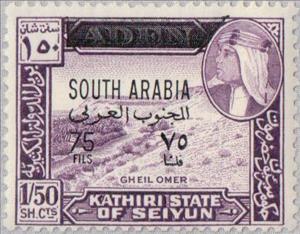 ADEN
١٥٠
SOUTH ARABIA
الجنوب العربي
75 ٧٥
FILS فلسًا
GHEIL OMER
1/50
SH. CTS
KATHIRI STATE
OF SEIYUN